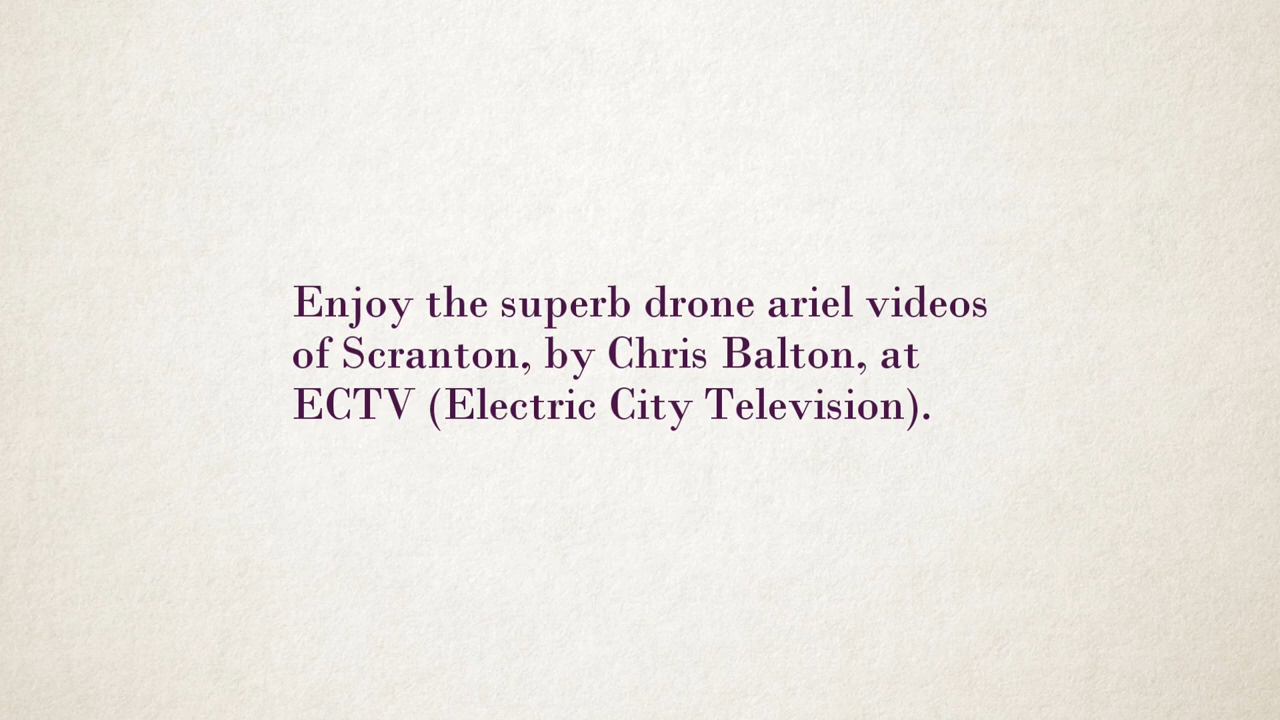 Enjoy the superb drone ariel videos
of Scranton, by Chris Balton, at
ECTV (Electric City Television).